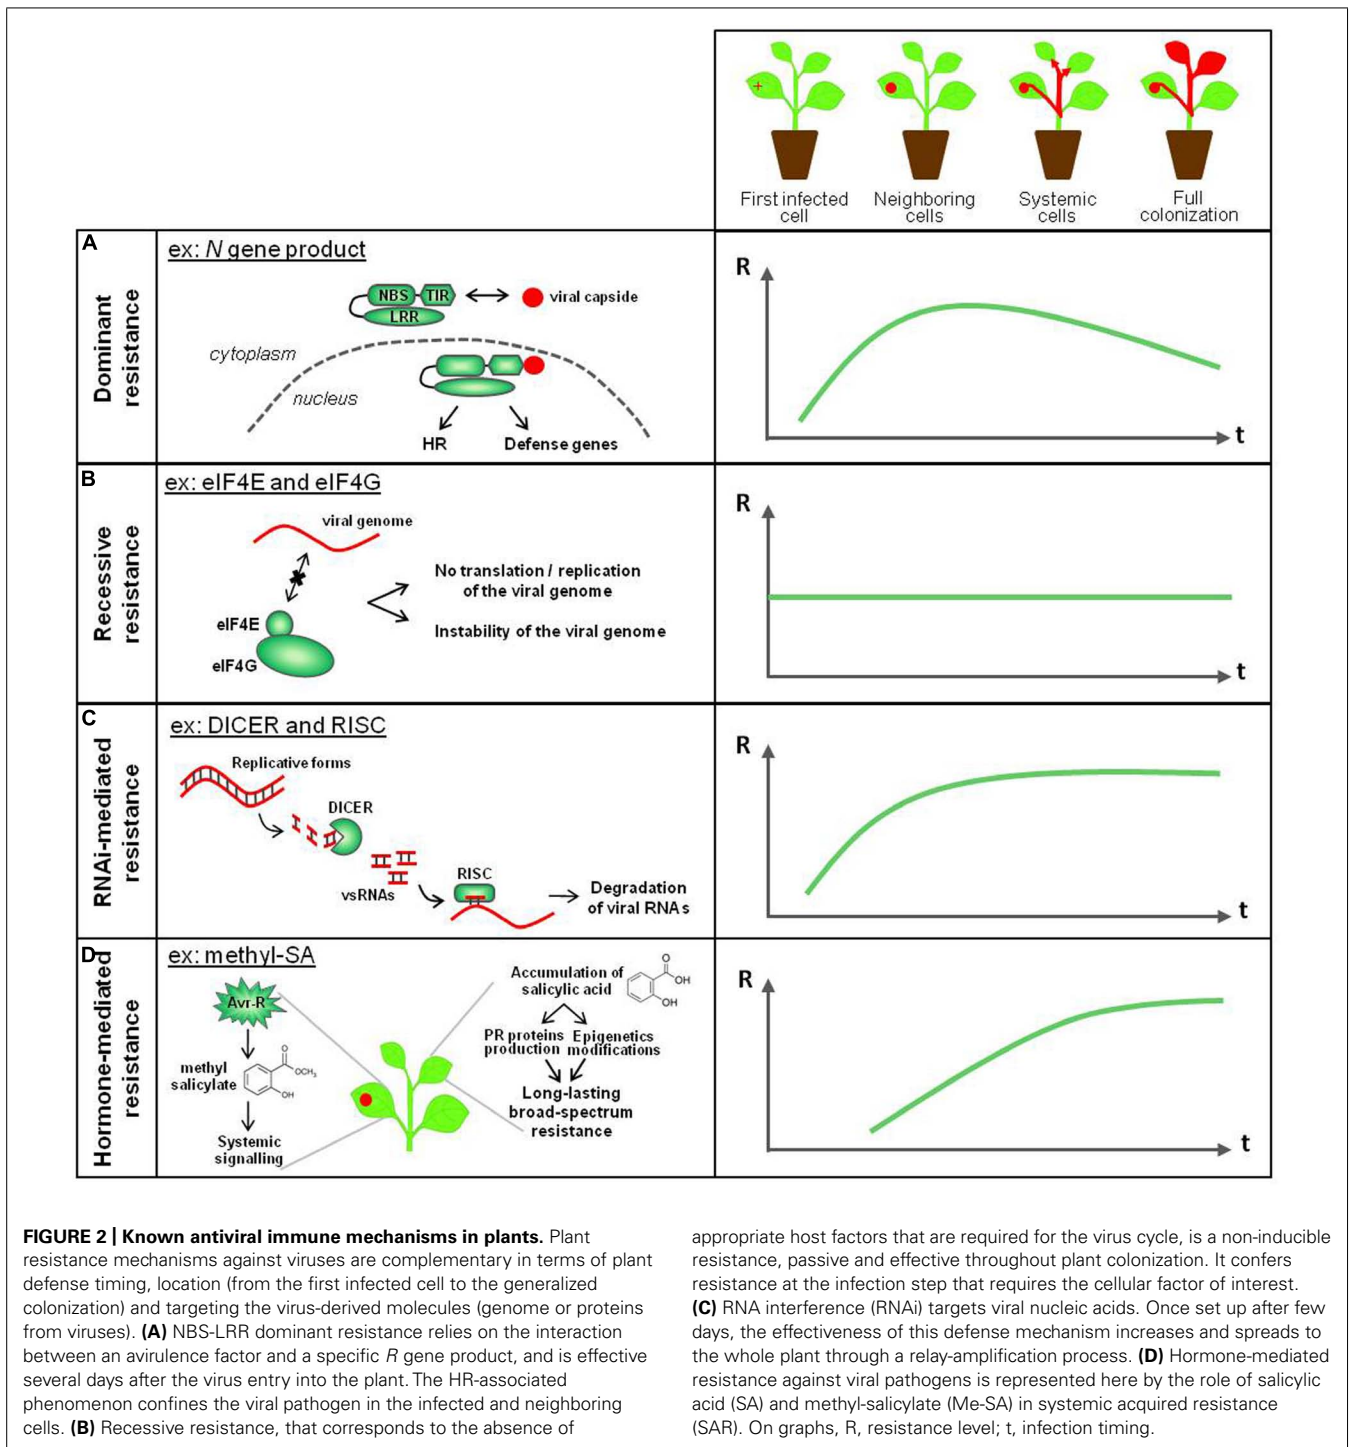 First infected
cell
Neighboring
cells
Systemic
cells
Full
colonization
A
Dominant
resistance
ex: N gene product
NBS
TIR
LRR
viral capside
cytoplasm
nucleus
HR
Defense genes
R
t
B
Recessive
resistance
ex: eIF4E and eIF4G
viral genome
eIF4E
eIF4G
No translation / replication
of the viral genome
Instability of the viral genome
R
t
C
RNAi-mediated
resistance
ex: DICER and RISC
Replicative forms
DICER
vsRNAs
RISC
Degradation
of viral RNAs
R
t
D
Hormone-mediated
resistance
ex: methyl-SA
Avr-R
methyl
salicylate
O
OCH3
OH
Systemic
signalling
Accumulation of
salicylic acid
O
OH
OH
PR proteins
production
Epigenetics
modifications
Long-lasting
broad-spectrum
resistance
R
t
FIGURE 2 | Known antiviral immune mechanisms in plants. Plant
resistance mechanisms against viruses are complementary in terms of plant
defense timing, location (from the first infected cell to the generalized
colonization) and targeting the virus-derived molecules (genome or proteins
from viruses). (A) NBS-LRR dominant resistance relies on the interaction
between an avirulence factor and a specific R gene product, and is effective
several days after the virus entry into the plant. The HR-associated
phenomenon confines the viral pathogen in the infected and neighboring
cells. (B) Recessive resistance, that corresponds to the absence of
appropriate host factors that are required for the virus cycle, is a non-inducible
resistance, passive and effective throughout plant colonization. It confers
resistance at the infection step that requires the cellular factor of interest.
(C) RNA interference (RNAi) targets viral nucleic acids. Once set up after few
days, the effectiveness of this defense mechanism increases and spreads to
the whole plant through a relay-amplification process. (D) Hormone-mediated
resistance against viral pathogens is represented here by the role of salicylic
acid (SA) and methyl-salicylate (Me-SA) in systemic acquired resistance
(SAR). On graphs, R, resistance level; t, infection timing.